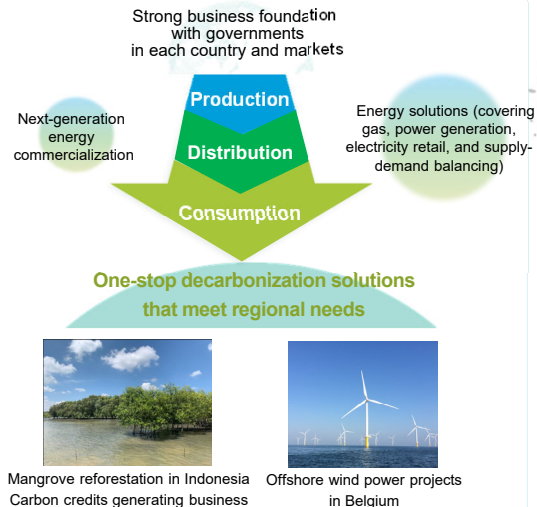 Strong business foundation
with governments
in each country and markets
Production
Next-generation
energy
commercialization
Energy solutions (covering
gas, power generation,
electricity retail, and supply-
demand balancing)
Distribution
Consumption
One-stop decarbonization solutions
that meet regional needs
Mangrove reforestation in Indonesia
Carbon credits generating business
Offshore wind power projects
in Belgium